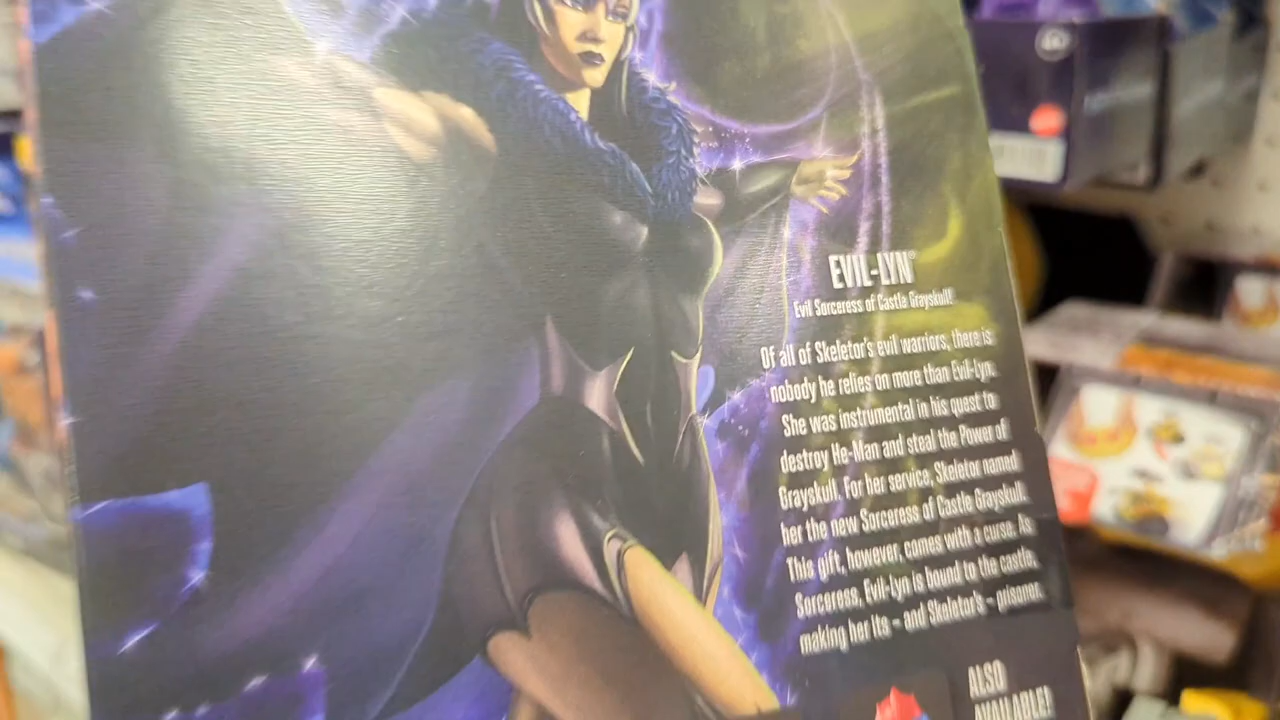 EVIL-LYN®
Evil Sorceress of Castle Grayskull!
Of all of Skeletor's evil warriors, there is
nobody he relies on more than Evil-Lyn.
She was instrumental in his quest to
destroy He-Man and steal the Power of
Grayskull. For her service, Skeletor named
her the new Sorceress of Castle Grayskull.
This gift, however, comes with a curse. As
Sorceress, Evil-Lyn is bound to the castle,
making her its – and Skeletor's – prisoner.
ALSO
AVAILABLE!